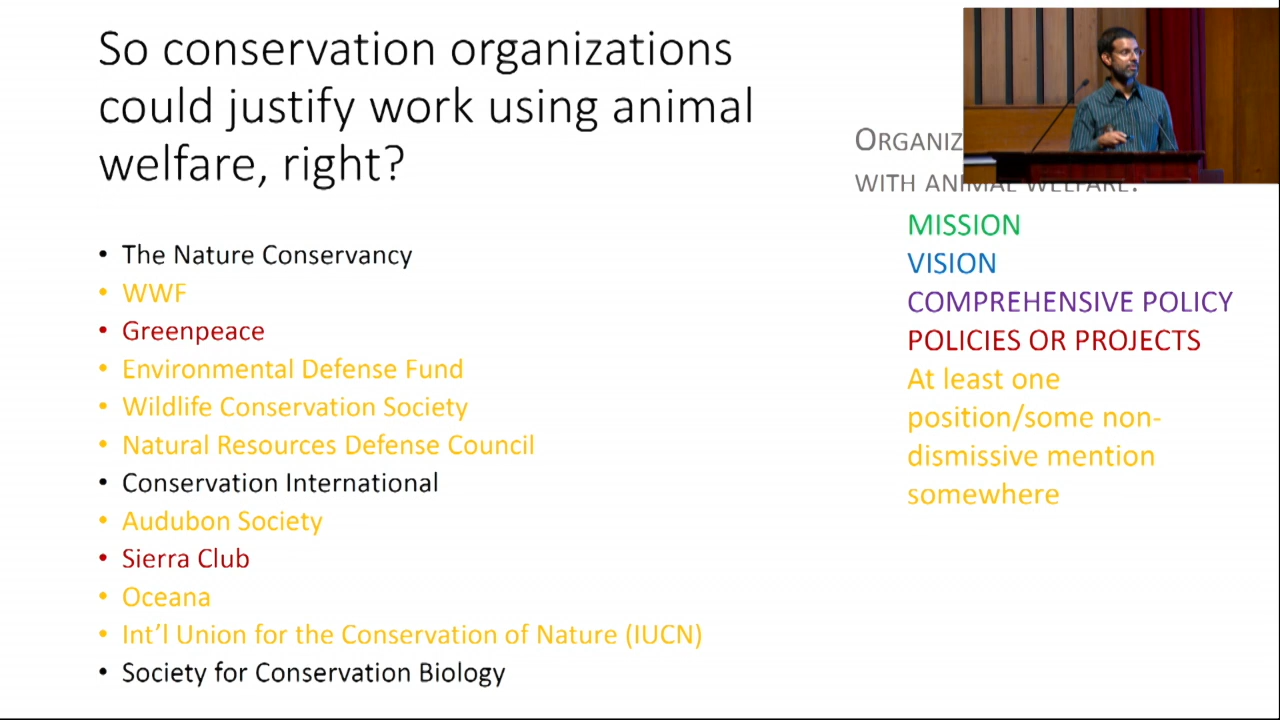 So conservation organizations
could justify work using animal
welfare, right?
• The Nature Conservancy
• WWF
• Greenpeace
• Environmental Defense Fund
• Wildlife Conservation Society
• Natural Resources Defense Council
• Conservation International
• Audubon Society
• Sierra Club
• Oceana
• Int'l Union for the Conservation of Nature (IUCN)
• Society for Conservation Biology
WITH ANIMAL WELFARE:
MISSION
VISION
COMPREHENSIVE POLICY
POLICIES OR PROJECTS
At least one
position/some non-
dismissive mention
somewhere